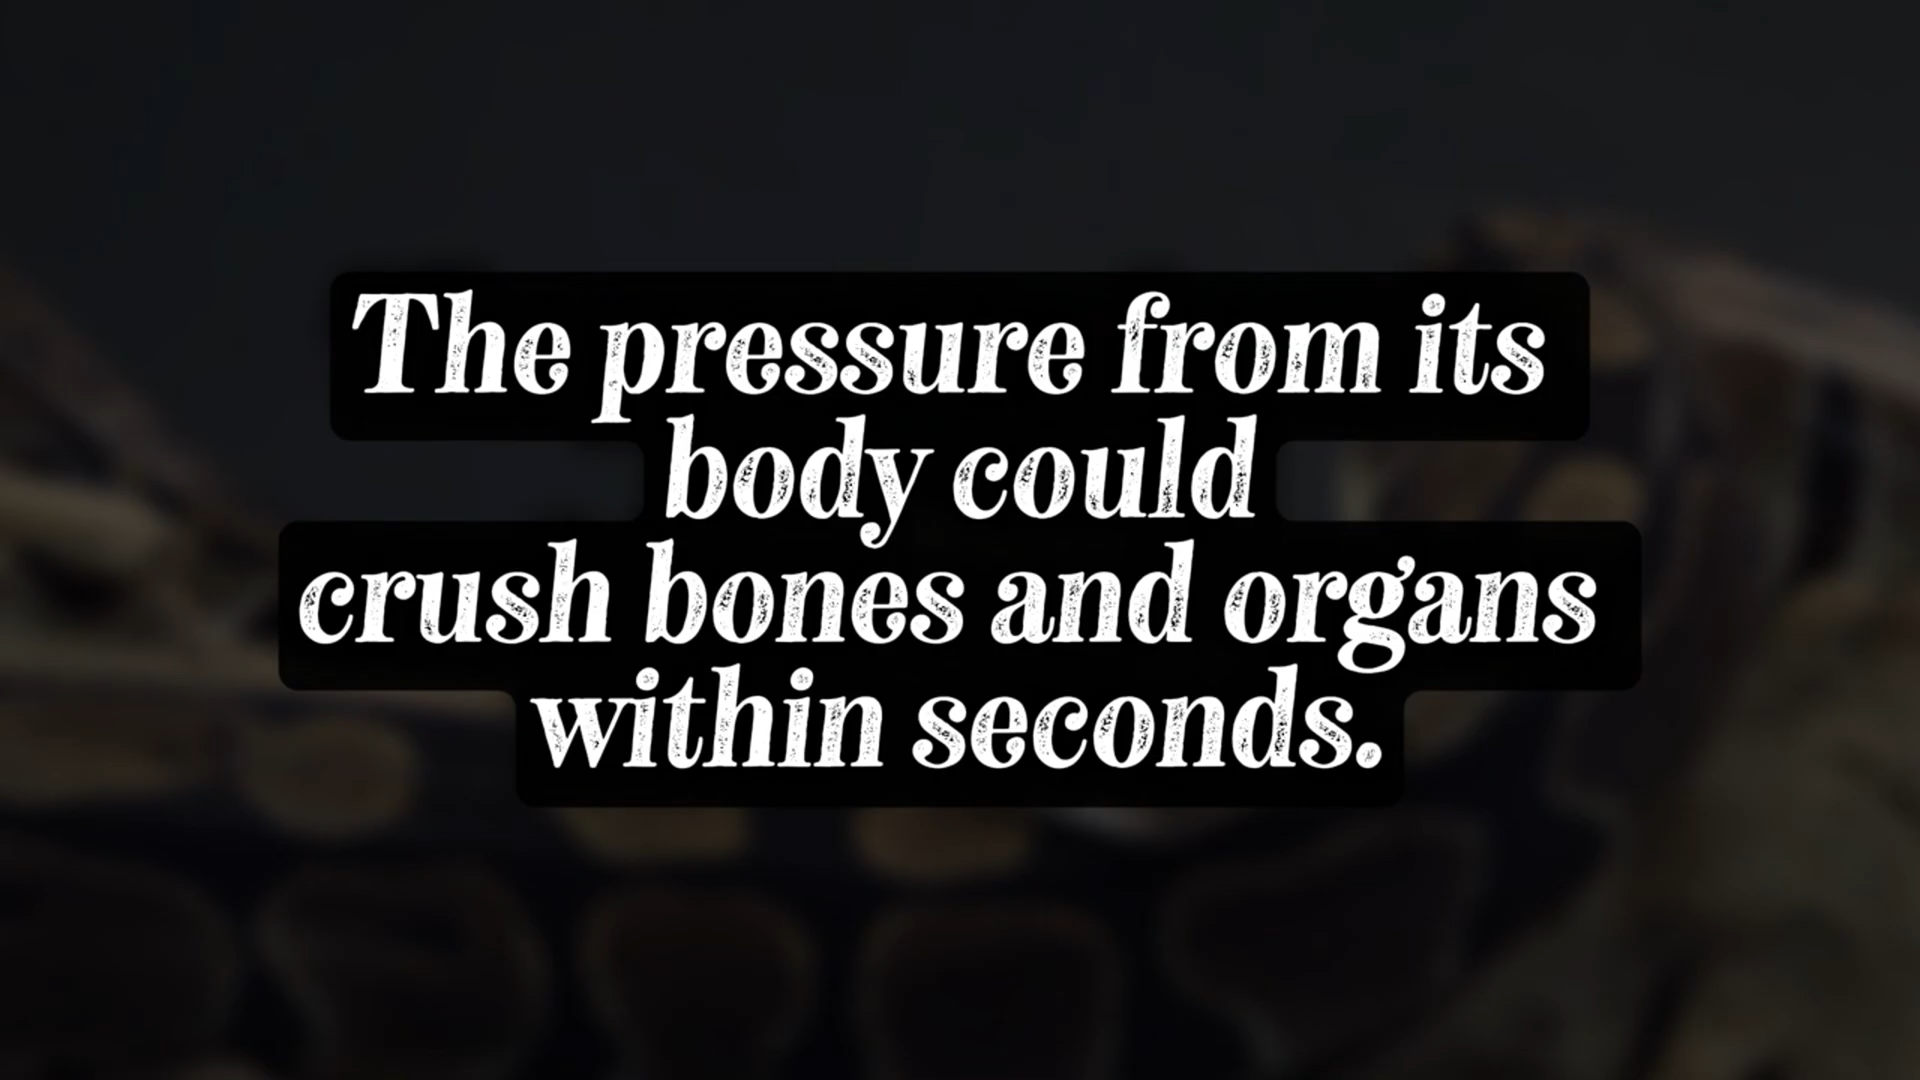 The pressure from its
body could
crush bones and organs
within seconds.